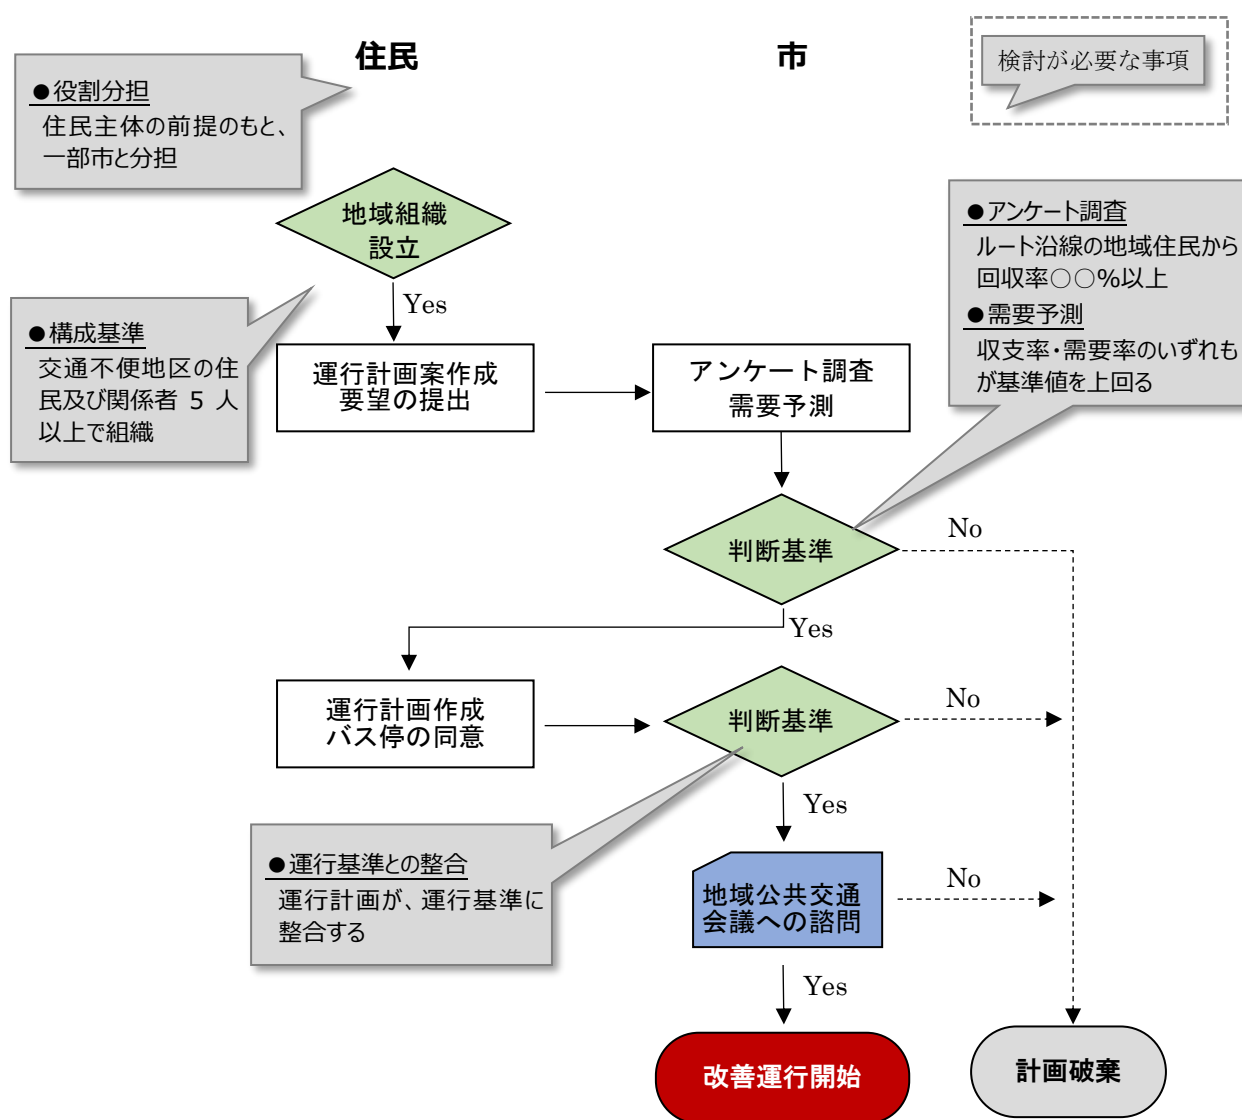 住民
市
検討が必要な事項
●役割分担
住民主体の前提のもと、
一部市と分担
地域組織
設立
Yes
●構成基準
交通不便地区の住
民及び関係者 5 人
以上で組織
運行計画案作成
要望の提出
アンケート調査
需要予測
●アンケート調査
ルート沿線の地域住民から
回収率○○%以上
●需要予測
収支率・需要率のいずれも
が基準値を上回る
判断基準
No
Yes
運行計画作成
バス停の同意
判断基準
No
Yes
●運行基準との整合
運行計画が、運行基準に
整合する
地域公共交通
会議への諮問
No
Yes
改善運行開始
計画破棄